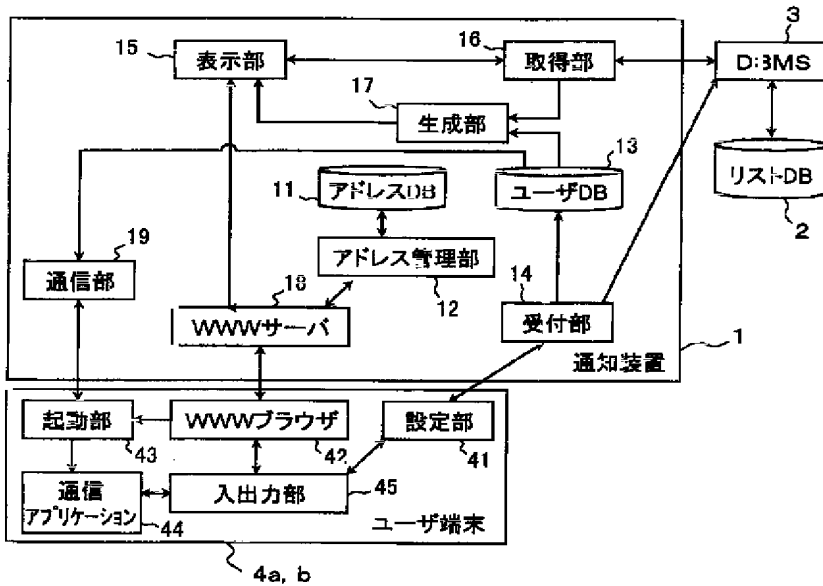 15
表示部
16
取得部
3
DBMS
17
生成部
11
アドレスDB
13
ユーザDB
リストDB
2
19
通信部
アドレス管理部
12
18
WWWサーバ
14
受付部
通知装置
1
起動部
43
WWWブラウザ
42
設定部
41
通信
アプリケーション
44
入出力部
45
ユーザ端末
4a, b